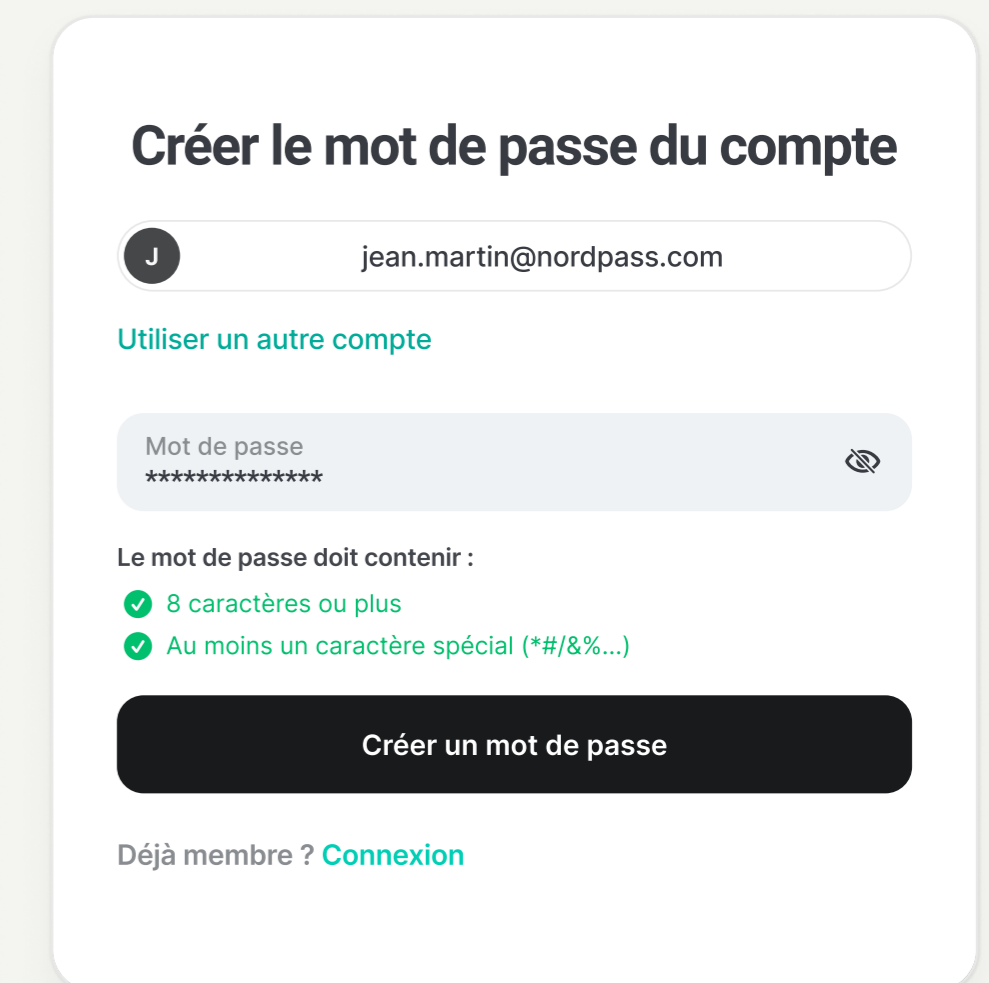 Créer le mot de passe du compte
J
jean.martin@nordpass.com
Utiliser un autre compte
Mot de passe
**************
Le mot de passe doit contenir :
8 caractères ou plus
Au moins un caractère spécial (*#/&%...)
Créer un mot de passe
Déjà membre ? Connexion